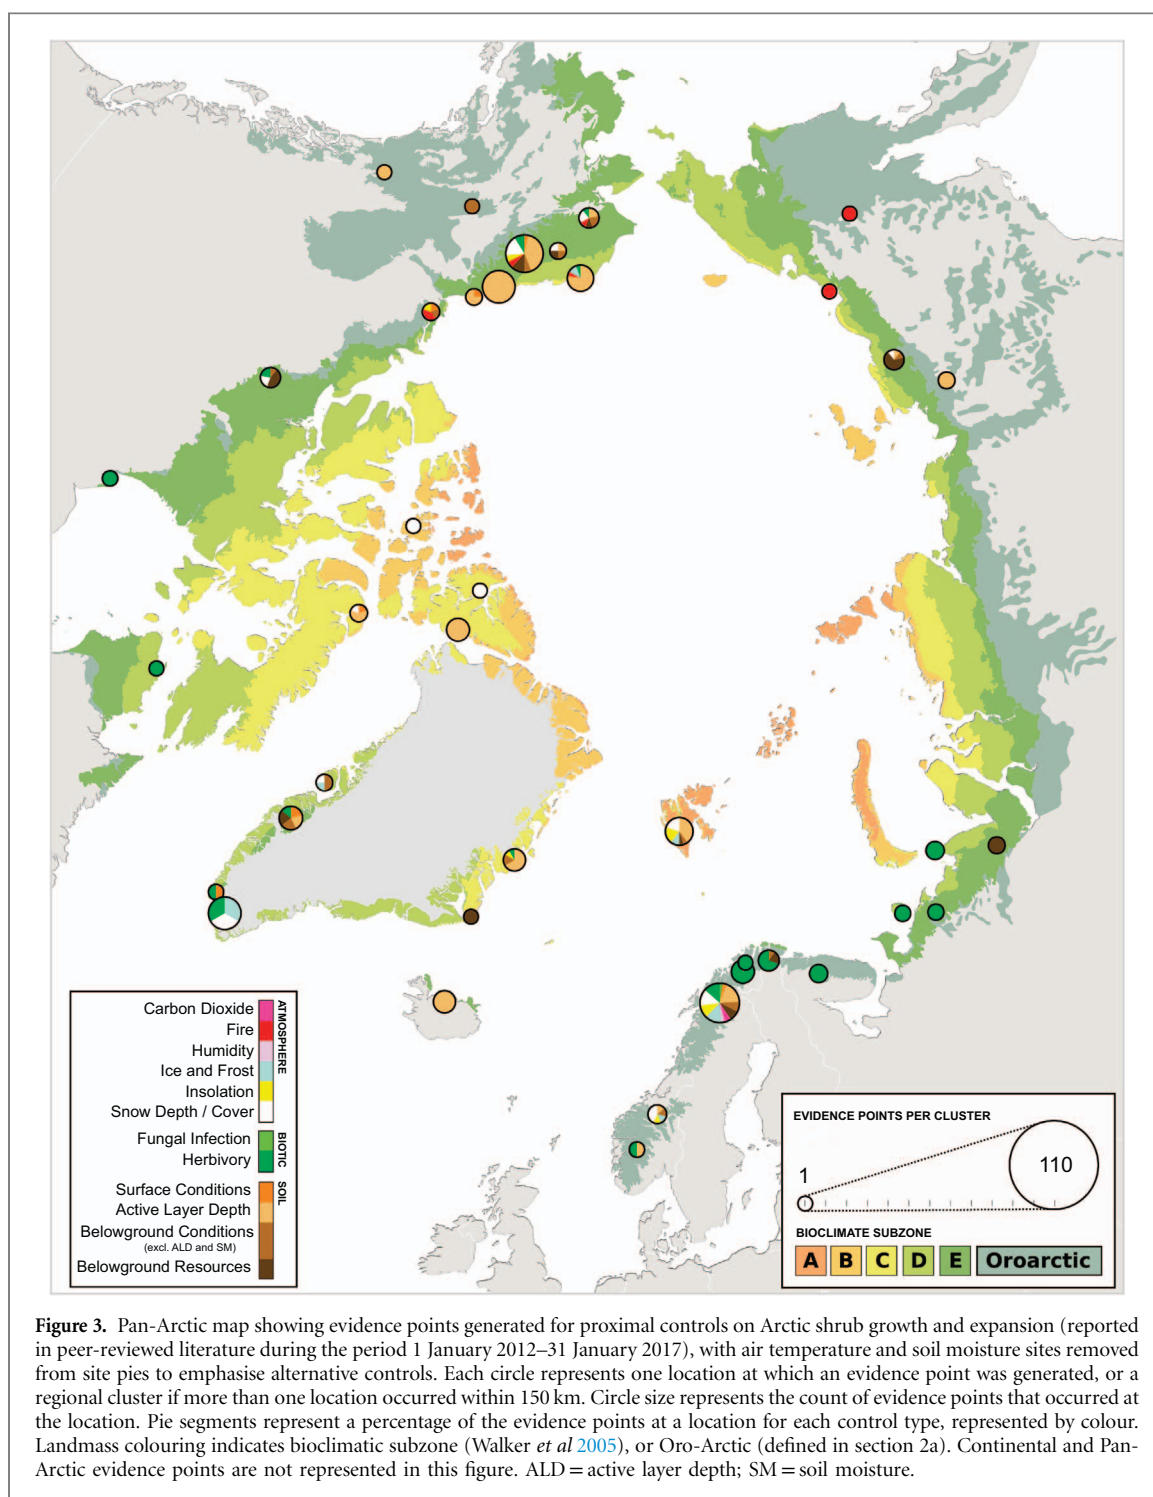 Carbon Dioxide
Fire
Humidity
Ice and Frost
Insolation
Snow Depth / Cover
ATMOSPHERE
Fungal Infection
Herbivory
BIOTIC
Surface Conditions
Active Layer Depth
Belowground Conditions
(excl. ALD and SM)
Belowground Resources
SOIL
EVIDENCE POINTS PER CLUSTER
1
110
BIOCLIMATE SUBZONE
A B C D E Oroarctic
Figure 3. Pan-Arctic map showing evidence points generated for proximal controls on Arctic shrub growth and expansion (reported
in peer-reviewed literature during the period 1 January 2012–31 January 2017), with air temperature and soil moisture sites removed
from site pies to emphasise alternative controls. Each circle represents one location at which an evidence point was generated, or a
regional cluster if more than one location occurred within 150 km. Circle size represents the count of evidence points that occurred at
the location. Pie segments represent a percentage of the evidence points at a location for each control type, represented by colour.
Landmass colouring indicates bioclimatic subzone (Walker et al 2005), or Oro-Arctic (defined in section 2a). Continental and Pan-
Arctic evidence points are not represented in this figure. ALD = active layer depth; SM = soil moisture.